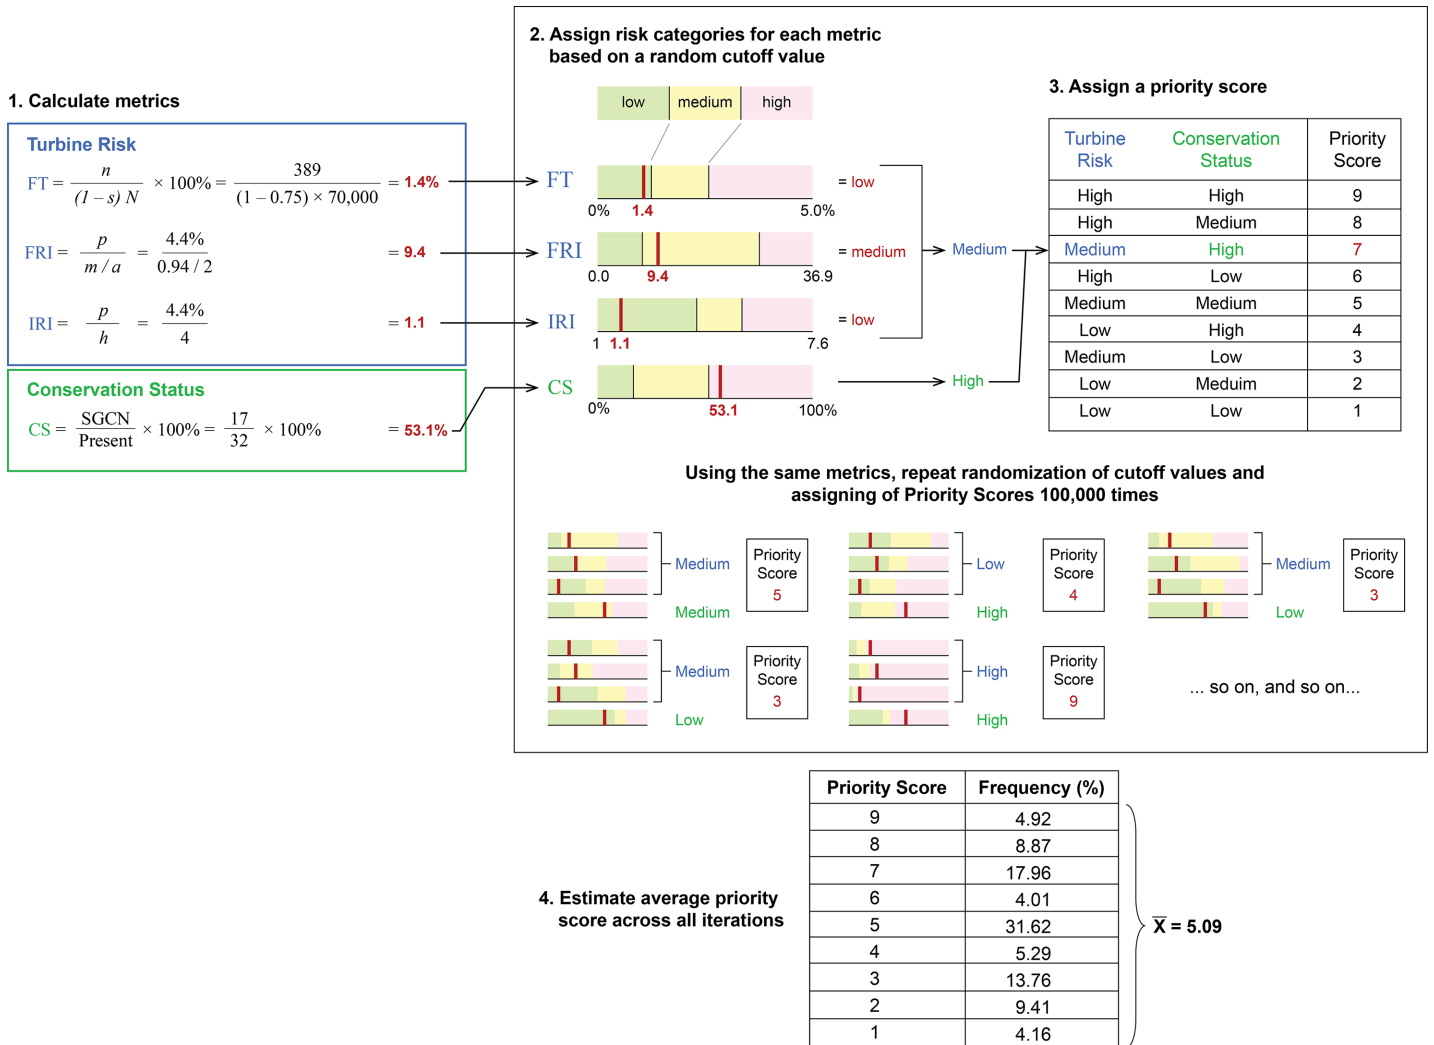 1. Calculate metrics
Turbine Risk
FT = n / (1 – s) N × 100% = 389 / (1 – 0.75) × 70,000 = 1.4%
FRI = p / m / a = 4.4% / 0.94 / 2 = 9.4
IRI = p / h = 4.4% / 4 = 1.1
Conservation Status
CS = SGCN / Present × 100% = 17 / 32 × 100% = 53.1%
2. Assign risk categories for each metric
based on a random cutoff value
low medium high
FT = low
0% 1.4 5.0%
FRI = medium
0.0 9.4 36.9
IRI = low
1 1.1 7.6
CS
0% 53.1 100%
Medium
High
3. Assign a priority score
Turbine Risk Conservation Status Priority Score
High High 9
High Medium 8
Medium High 7
High Low 6
Medium Medium 5
Low High 4
Medium Low 3
Low Meduim 2
Low Low 1
Using the same metrics, repeat randomization of cutoff values and
assigning of Priority Scores 100,000 times
Medium
Medium
Priority
Score
5
Low
High
Priority
Score
4
Medium
Low
Priority
Score
3
Medium
Low
Priority
Score
3
High
High
Priority
Score
9
... so on, and so on...
4. Estimate average priority
score across all iterations
Priority Score Frequency (%)
9 4.92
8 8.87
7 17.96
6 4.01
5 31.62
4 5.29
3 13.76
2 9.41
1 4.16
X̅ = 5.09